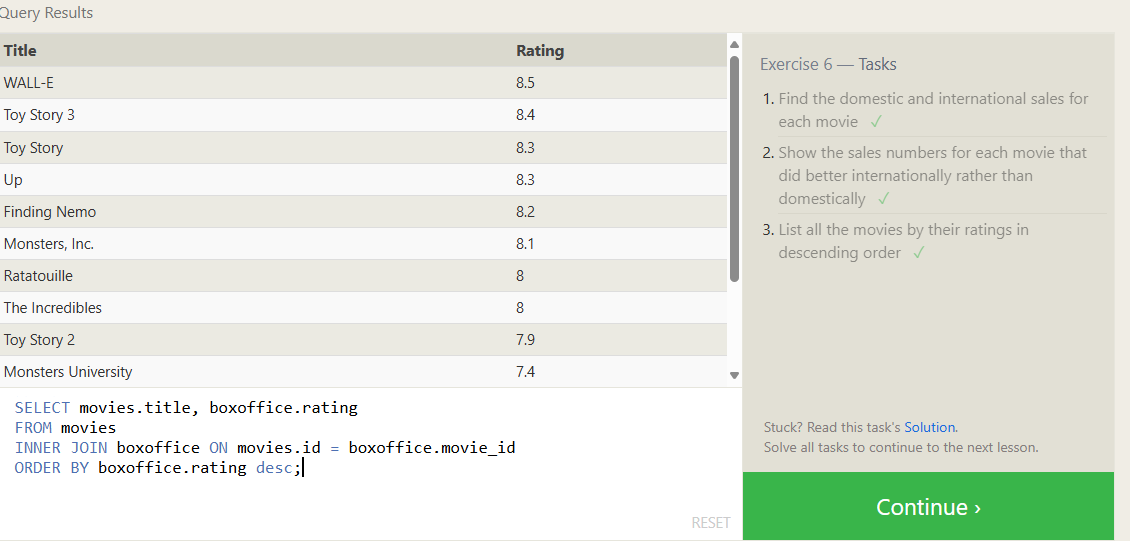 Query Results
Title Rating
WALL-E 8.5
Toy Story 3 8.4
Toy Story 8.3
Up 8.3
Finding Nemo 8.2
Monsters, Inc. 8.1
Ratatouille 8
The Incredibles 8
Toy Story 2 7.9
Monsters University 7.4
SELECT movies.title, boxoffice.rating
FROM movies
INNER JOIN boxoffice ON movies.id = boxoffice.movie_id
ORDER BY boxoffice.rating desc;
RESET
Exercise 6 — Tasks
1. Find the domestic and international sales for
each movie ✓
2. Show the sales numbers for each movie that
did better internationally rather than
domestically ✓
3. List all the movies by their ratings in
descending order ✓
Stuck? Read this task's Solution.
Solve all tasks to continue to the next lesson.
Continue ›